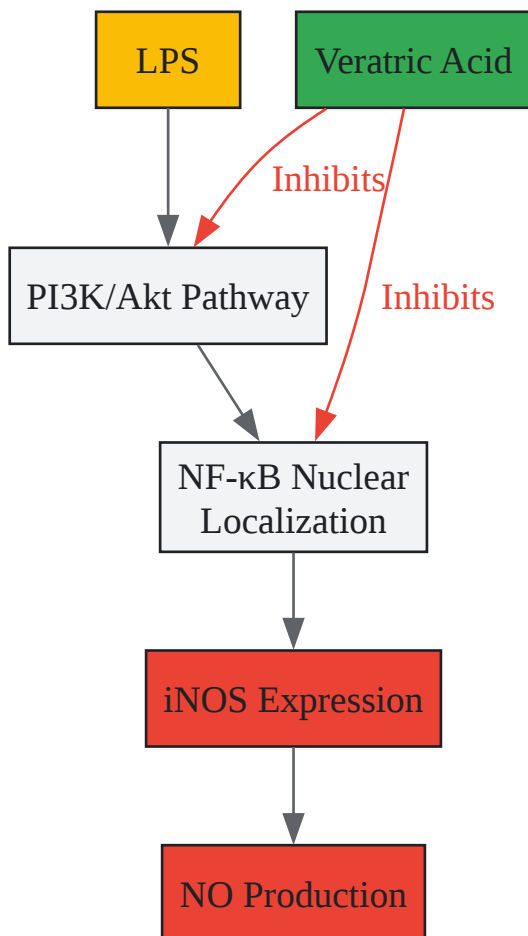 LPS
Veratric Acid
Inhibits
PI3K/Akt Pathway
Inhibits
NF-κB Nuclear
Localization
iNOS Expression
NO Production